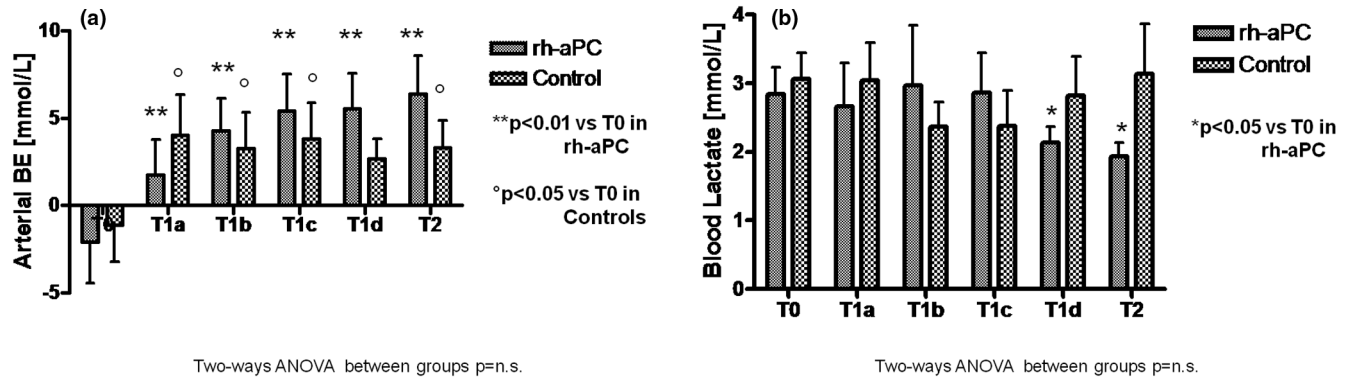 (a)
Arterial BE [mmol/L]
10
5
0
-5
** ** ** ** **
° ° ° °
T0 T1a T1b T1c T1d T2
rh-aPC
Control
**p<0.01 vs T0 in
rh-aPC
°p<0.05 vs T0 in
Controls
Two-ways ANOVA between groups p=n.s.
(b)
Blood Lactate [mmol/L]
4
3
2
1
0
* *
T0 T1a T1b T1c T1d T2
rh-aPC
Control
*p<0.05 vs T0 in
rh-aPC
Two-ways ANOVA between groups p=n.s.